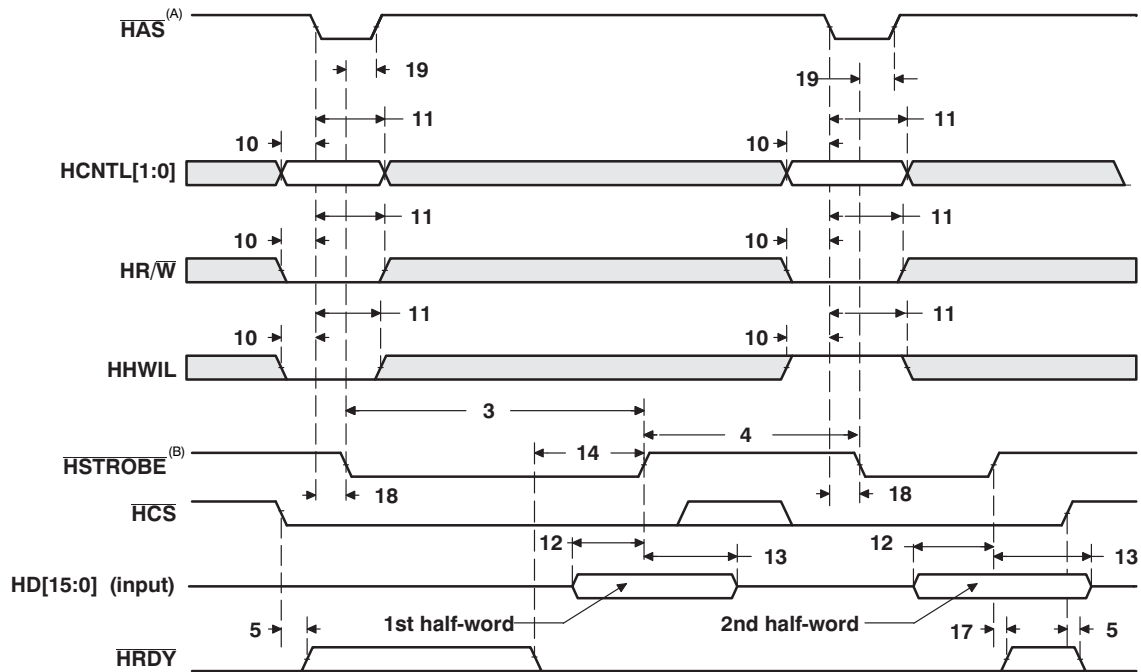 HAS (A)
19
19
11
11
10
10
HCNTL[1:0]
11
11
10
10
HR/W
11
11
10
10
HHWIL
3
4
14
HSTROBE (B)
18
18
HCS
12
12
13
13
HD[15:0] (input)
1st half-word
2nd half-word
5
17
5
HRDY